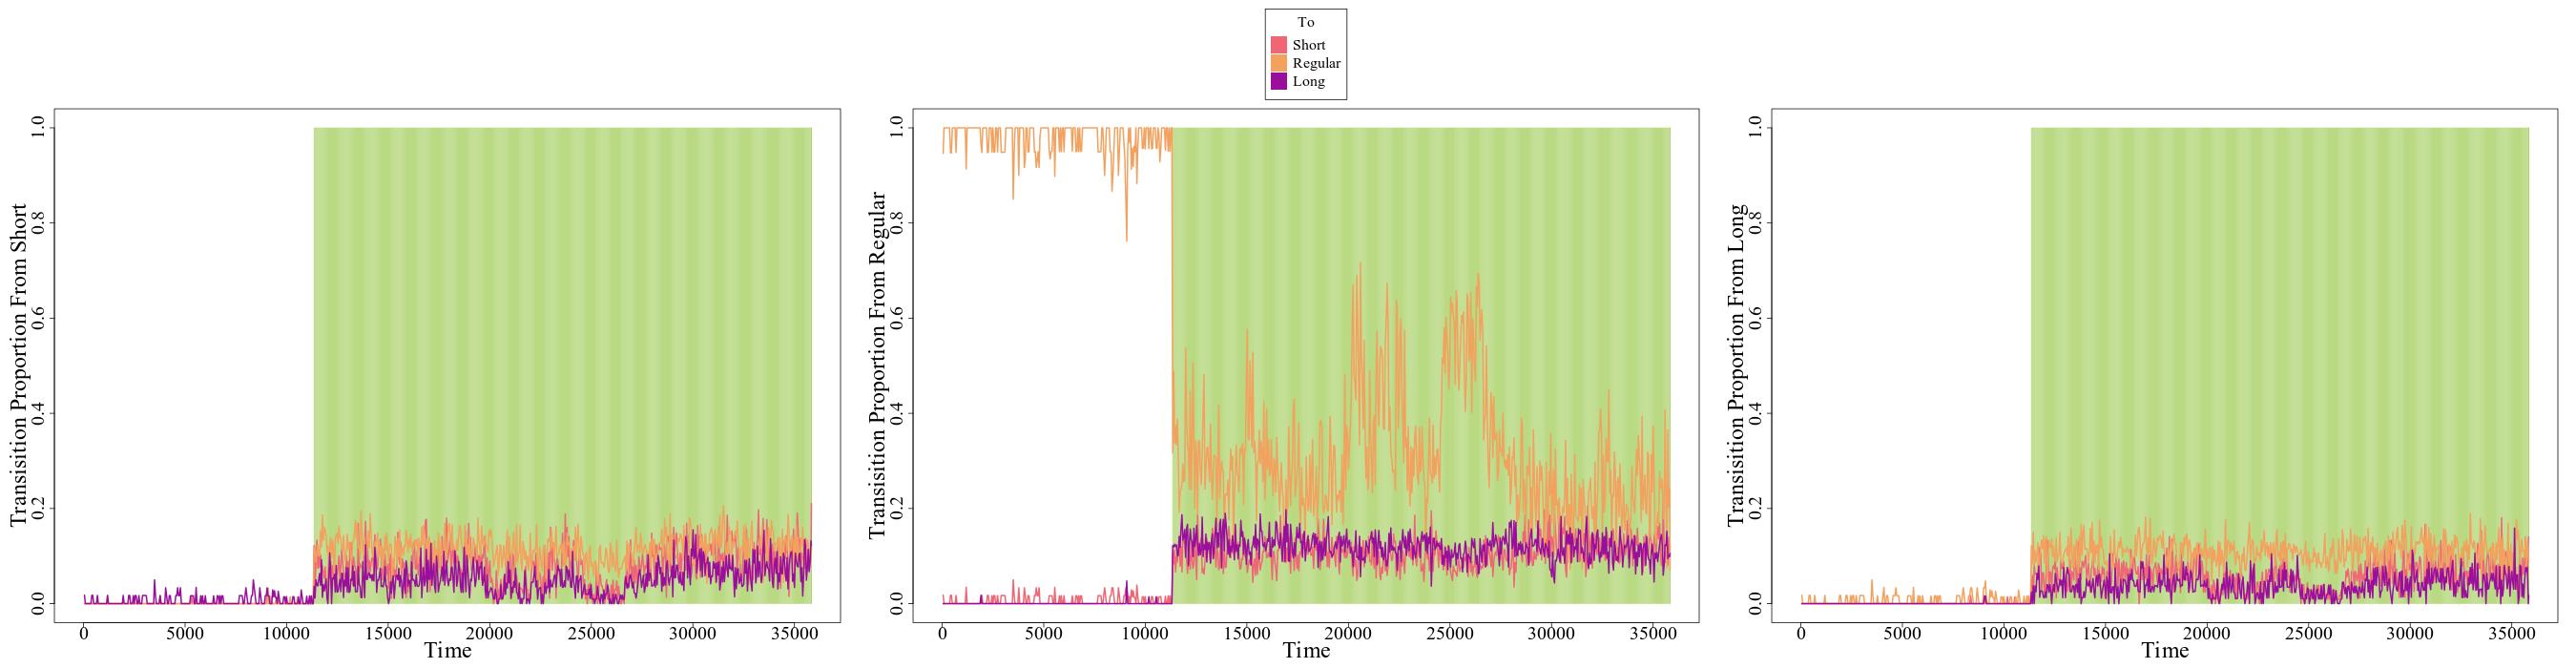 To
Short
Regular
Long
Transisition Proportion From Short
0.0 0.2 0.4 0.6 0.8 1.0
0 5000 10000 15000 20000 25000 30000 35000
Time
Transisition Proportion From Regular
0.0 0.2 0.4 0.6 0.8 1.0
0 5000 10000 15000 20000 25000 30000 35000
Time
Transisition Proportion From Long
0.0 0.2 0.4 0.6 0.8 1.0
0 5000 10000 15000 20000 25000 30000 35000
Time